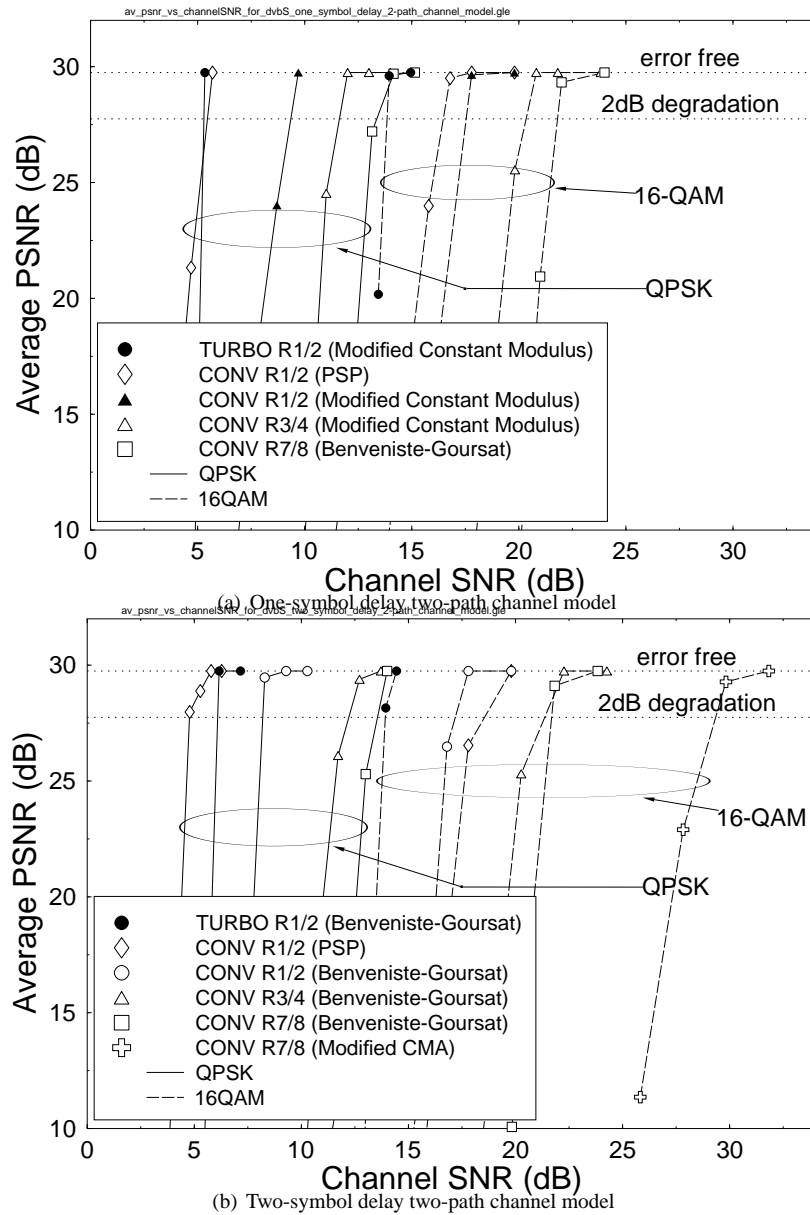 av_psnr_vs_channelSNR_for_dvbS_one_symbol_delay_2-path_channel_model.gle
error free
2dB degradation
16-QAM
QPSK
Average PSNR (dB)
30
25
20
15
10
TURBO R1/2 (Modified Constant Modulus)
CONV R1/2 (PSP)
CONV R1/2 (Modified Constant Modulus)
CONV R3/4 (Modified Constant Modulus)
CONV R7/8 (Benveniste-Goursat)
QPSK
16QAM
0 5 10 15 20 25 30
Channel SNR (dB)
(a) One-symbol delay two-path channel model
av_psnr_vs_channelSNR_for_dvbS_two_symbol_delay_2-path_channel_model.gle
error free
2dB degradation
16-QAM
QPSK
Average PSNR (dB)
30
25
20
15
10
TURBO R1/2 (Benveniste-Goursat)
CONV R1/2 (PSP)
CONV R1/2 (Benveniste-Goursat)
CONV R3/4 (Benveniste-Goursat)
CONV R7/8 (Benveniste-Goursat)
CONV R7/8 (Modified CMA)
QPSK
16QAM
0 5 10 15 20 25 30
Channel SNR (dB)
(b) Two-symbol delay two-path channel model